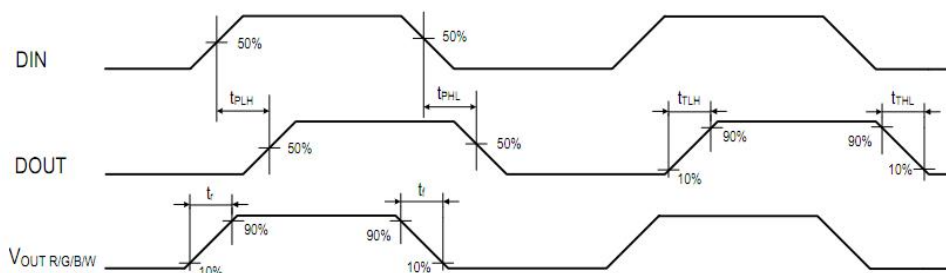 DIN
50%
50%
tPLH
tPHL
tTLH
tTHL
DOUT
50%
50%
90%
90%
10%
10%
tr
tf
VOUT R/G/B/W
90%
90%
10%
10%